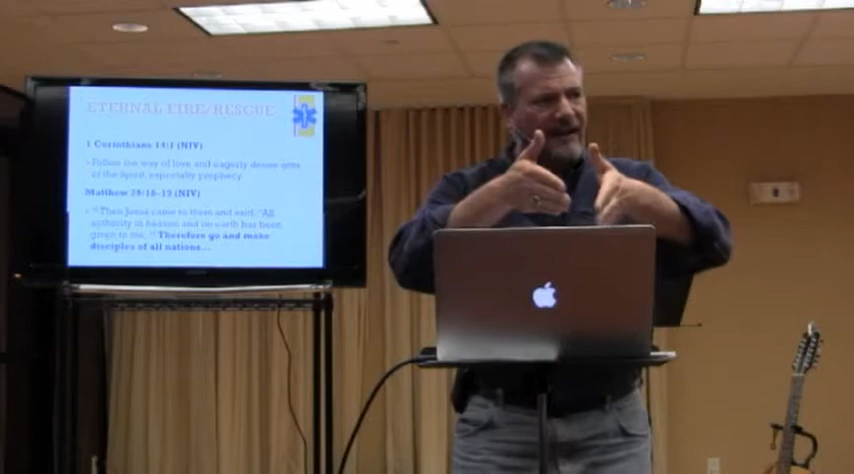 ETERNAL FIRE/RESCUE
1 Corinthians 14:1 (NIV)
Follow the way of love and eagerly desire gifts
of the Spirit, especially prophecy.
Matthew 28:18-19 (NIV)
18 Then Jesus came to them and said, "All
authority in heaven and on earth has been
given to me. 19 Therefore go and make
disciples of all nations...